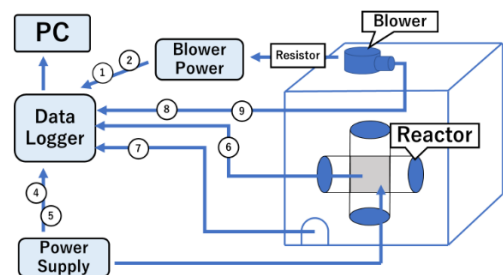 PC
Blower
Blower
Power
Resistor
1
2
8
9
Data
Logger
7
6
Reactor
4
5
Power
Supply